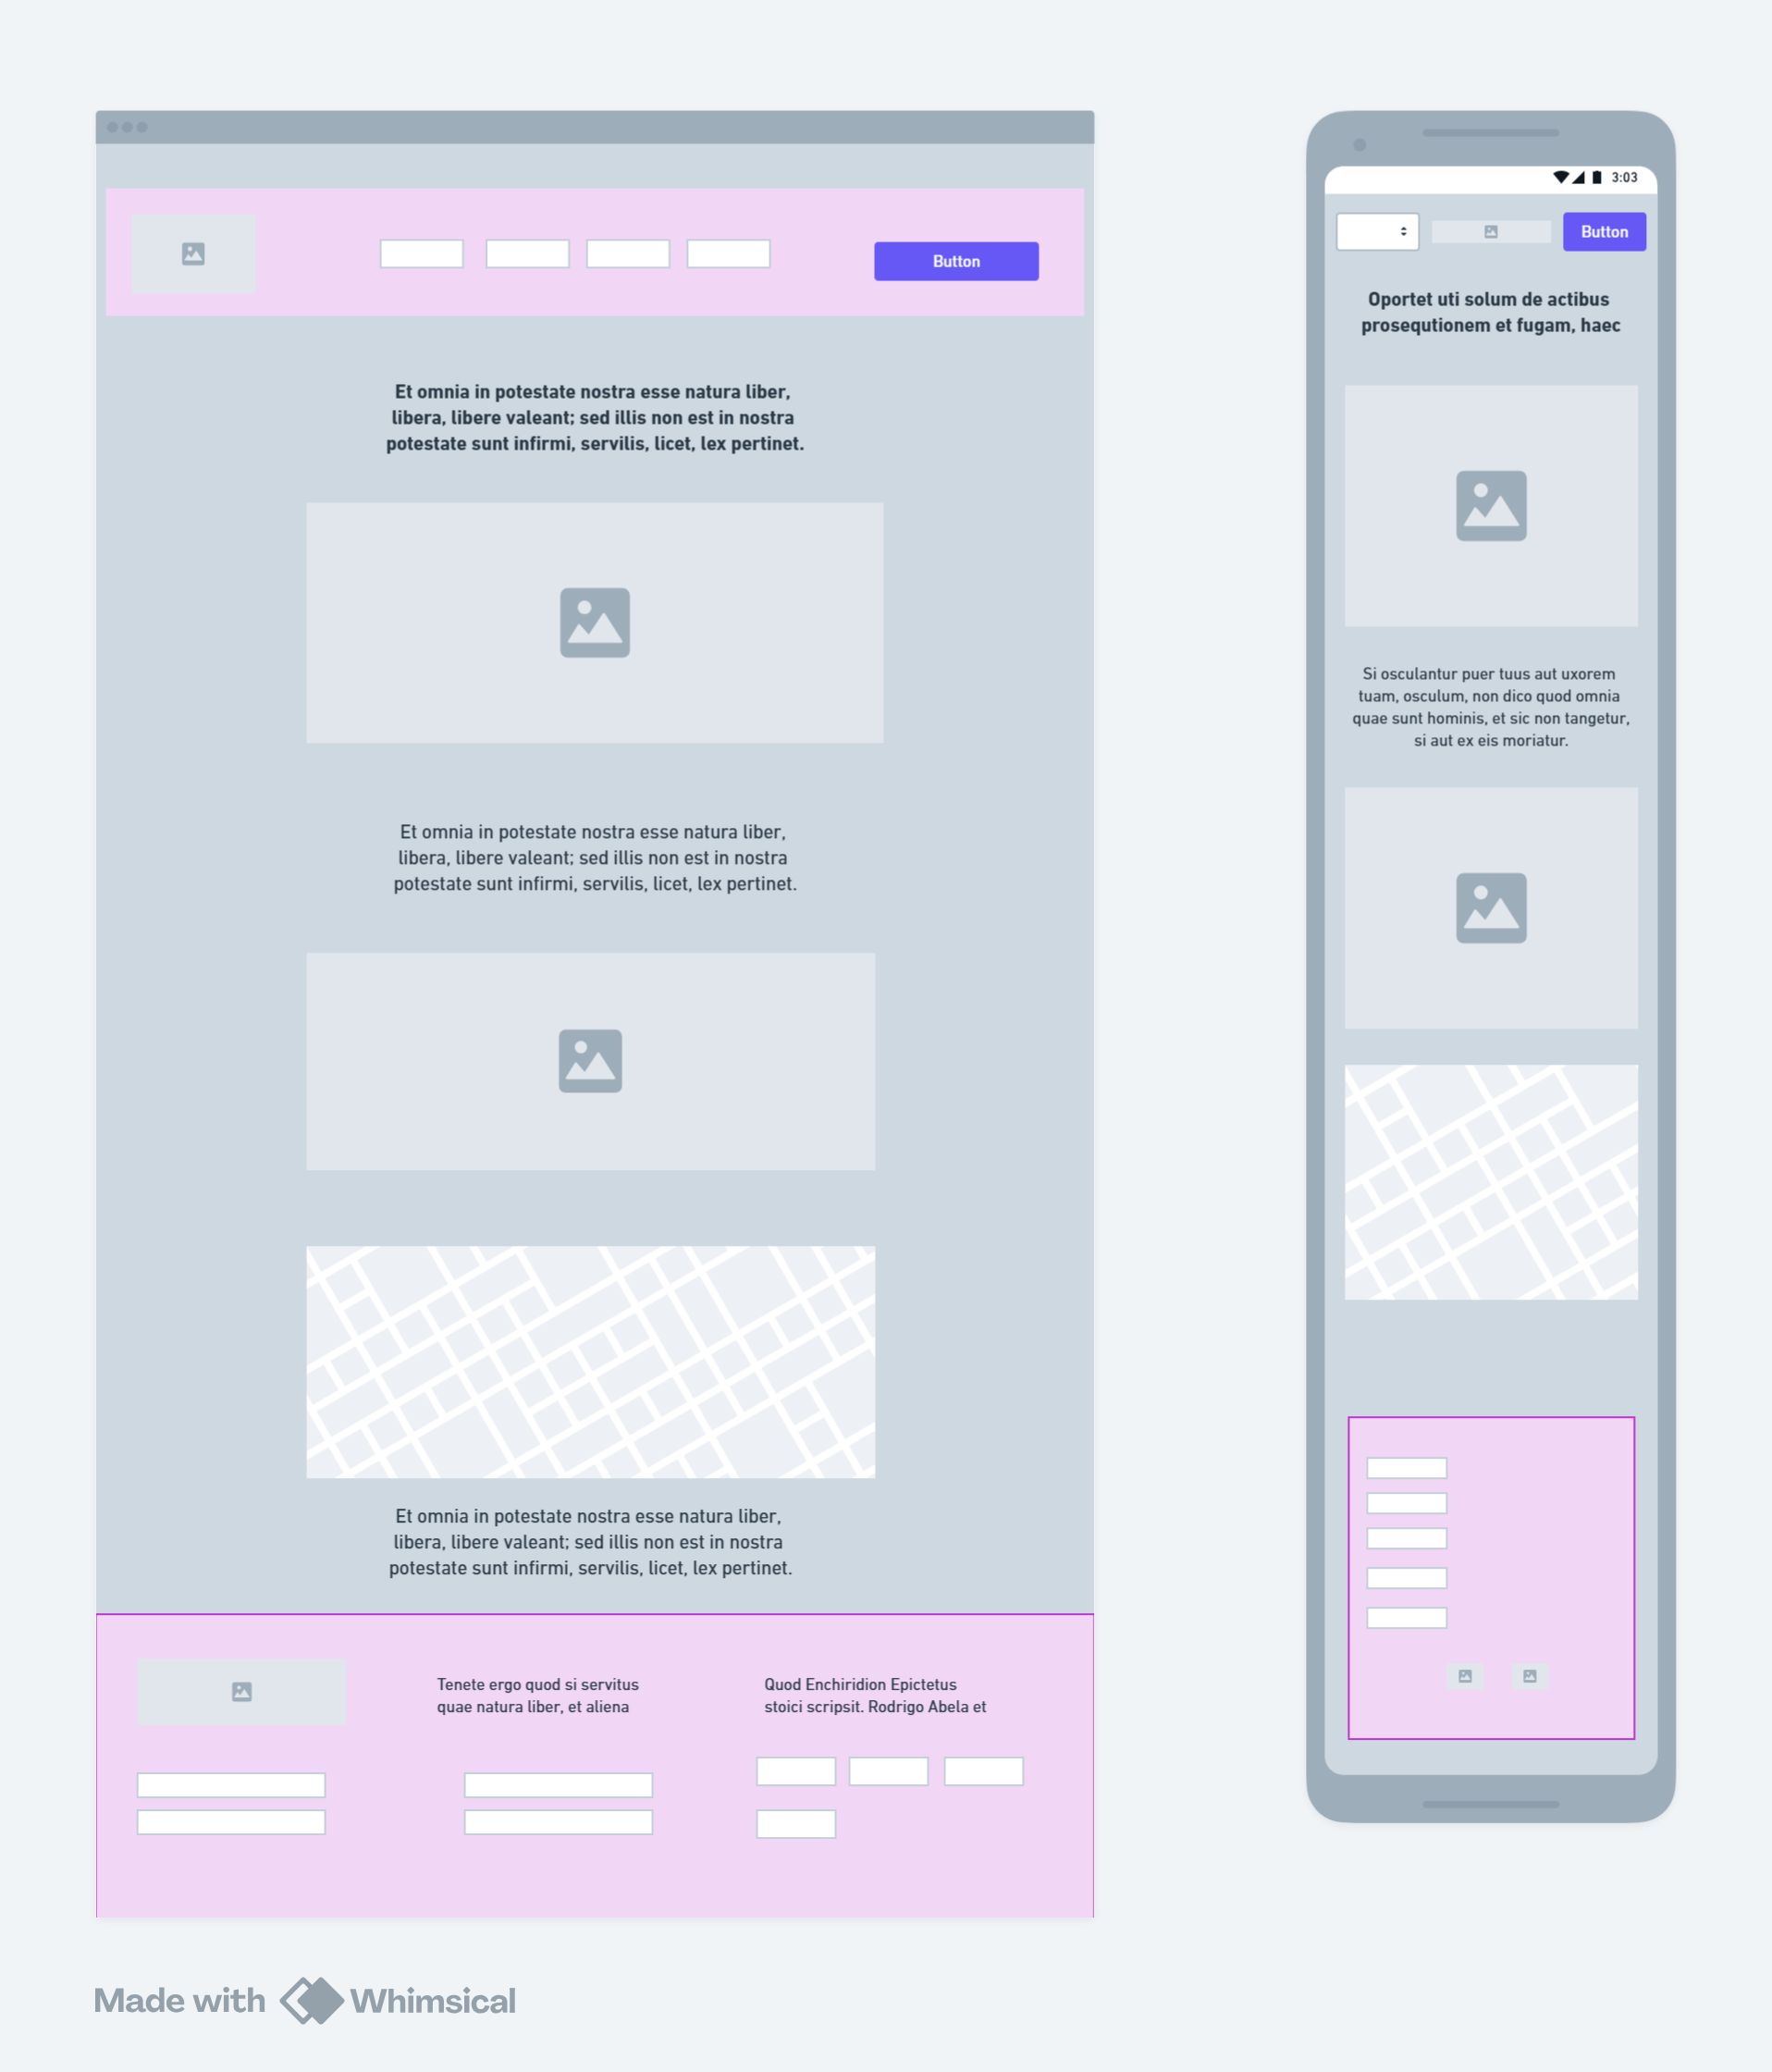 Button
Et omnia in potestate nostra esse natura liber,
libera, libere valeant; sed illis non est in nostra
potestate sunt infirmi, servilis, licet, lex pertinet.
Et omnia in potestate nostra esse natura liber,
libera, libere valeant; sed illis non est in nostra
potestate sunt infirmi, servilis, licet, lex pertinet.
Et omnia in potestate nostra esse natura liber,
libera, libere valeant; sed illis non est in nostra
potestate sunt infirmi, servilis, licet, lex pertinet.
Tenete ergo quod si servitus
quae natura liber, et aliena
Quod Enchiridion Epictetus
stoici scripsit. Rodrigo Abela et
3:03
Button
Oportet uti solum de actibus
prosequtionem et fugam, haec
Si osculantur puer tuus aut uxorem
tuam, osculum, non dico quod omnia
quae sunt hominis, et sic non tangetur,
si aut ex eis moriatur.
Made with Whimsical